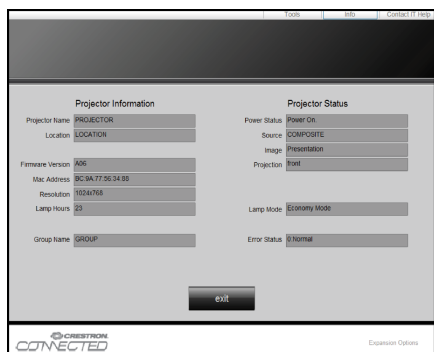 Tools Info Contact IT Help
Projector Information
Projector Name PROJECTOR
Location LOCATION
Firmware Version A06
Mac Address BC:9A:77:56:34:88
Resolution 1024x768
Lamp Hours 23
Group Name GROUP
Projector Status
Power Status Power On.
Source COMPOSITE
Image Presentation
Projection front
Lamp Mode Economy Mode
Error Status 0:Normal
exit
CRESTRON.
CONNECTED
Expansion Options